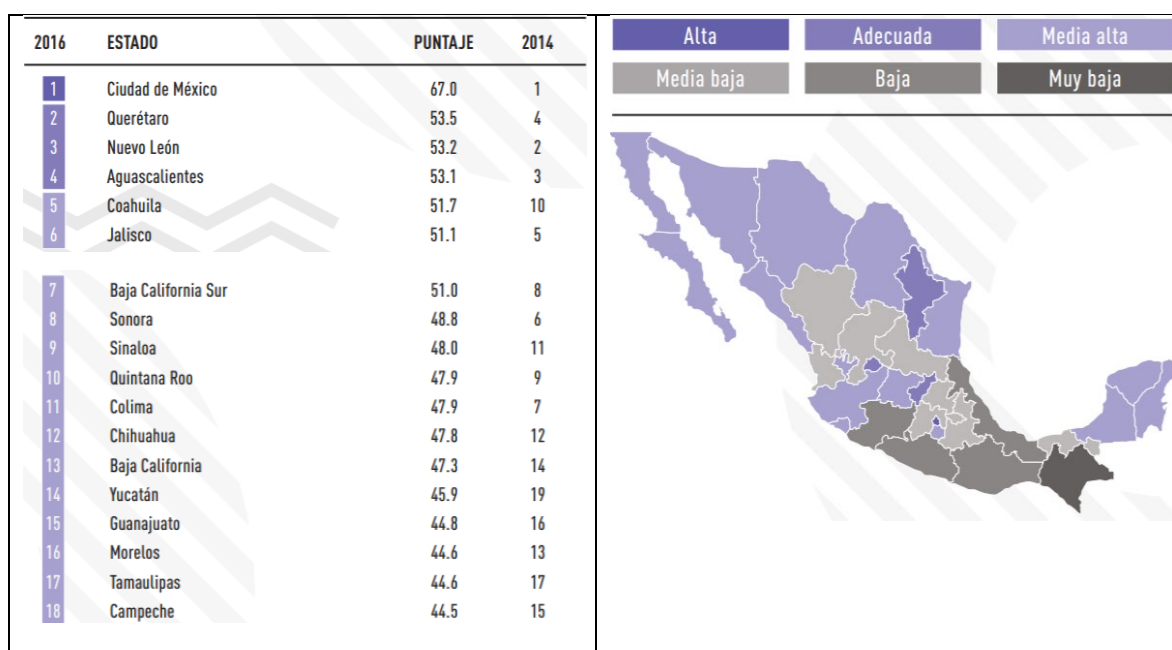 2016 ESTADO PUNTAJE 2014
1 Ciudad de México 67.0 1
2 Querétaro 53.5 4
3 Nuevo León 53.2 2
4 Aguascalientes 53.1 3
5 Coahuila 51.7 10
6 Jalisco 51.1 5
7 Baja California Sur 51.0 8
8 Sonora 48.8 6
9 Sinaloa 48.0 11
10 Quintana Roo 47.9 9
11 Colima 47.9 7
12 Chihuahua 47.8 12
13 Baja California 47.3 14
14 Yucatán 45.9 19
15 Guanajuato 44.8 16
16 Morelos 44.6 13
17 Tamaulipas 44.6 17
18 Campeche 44.5 15
Alta Adecuada Media alta
Media baja Baja Muy baja